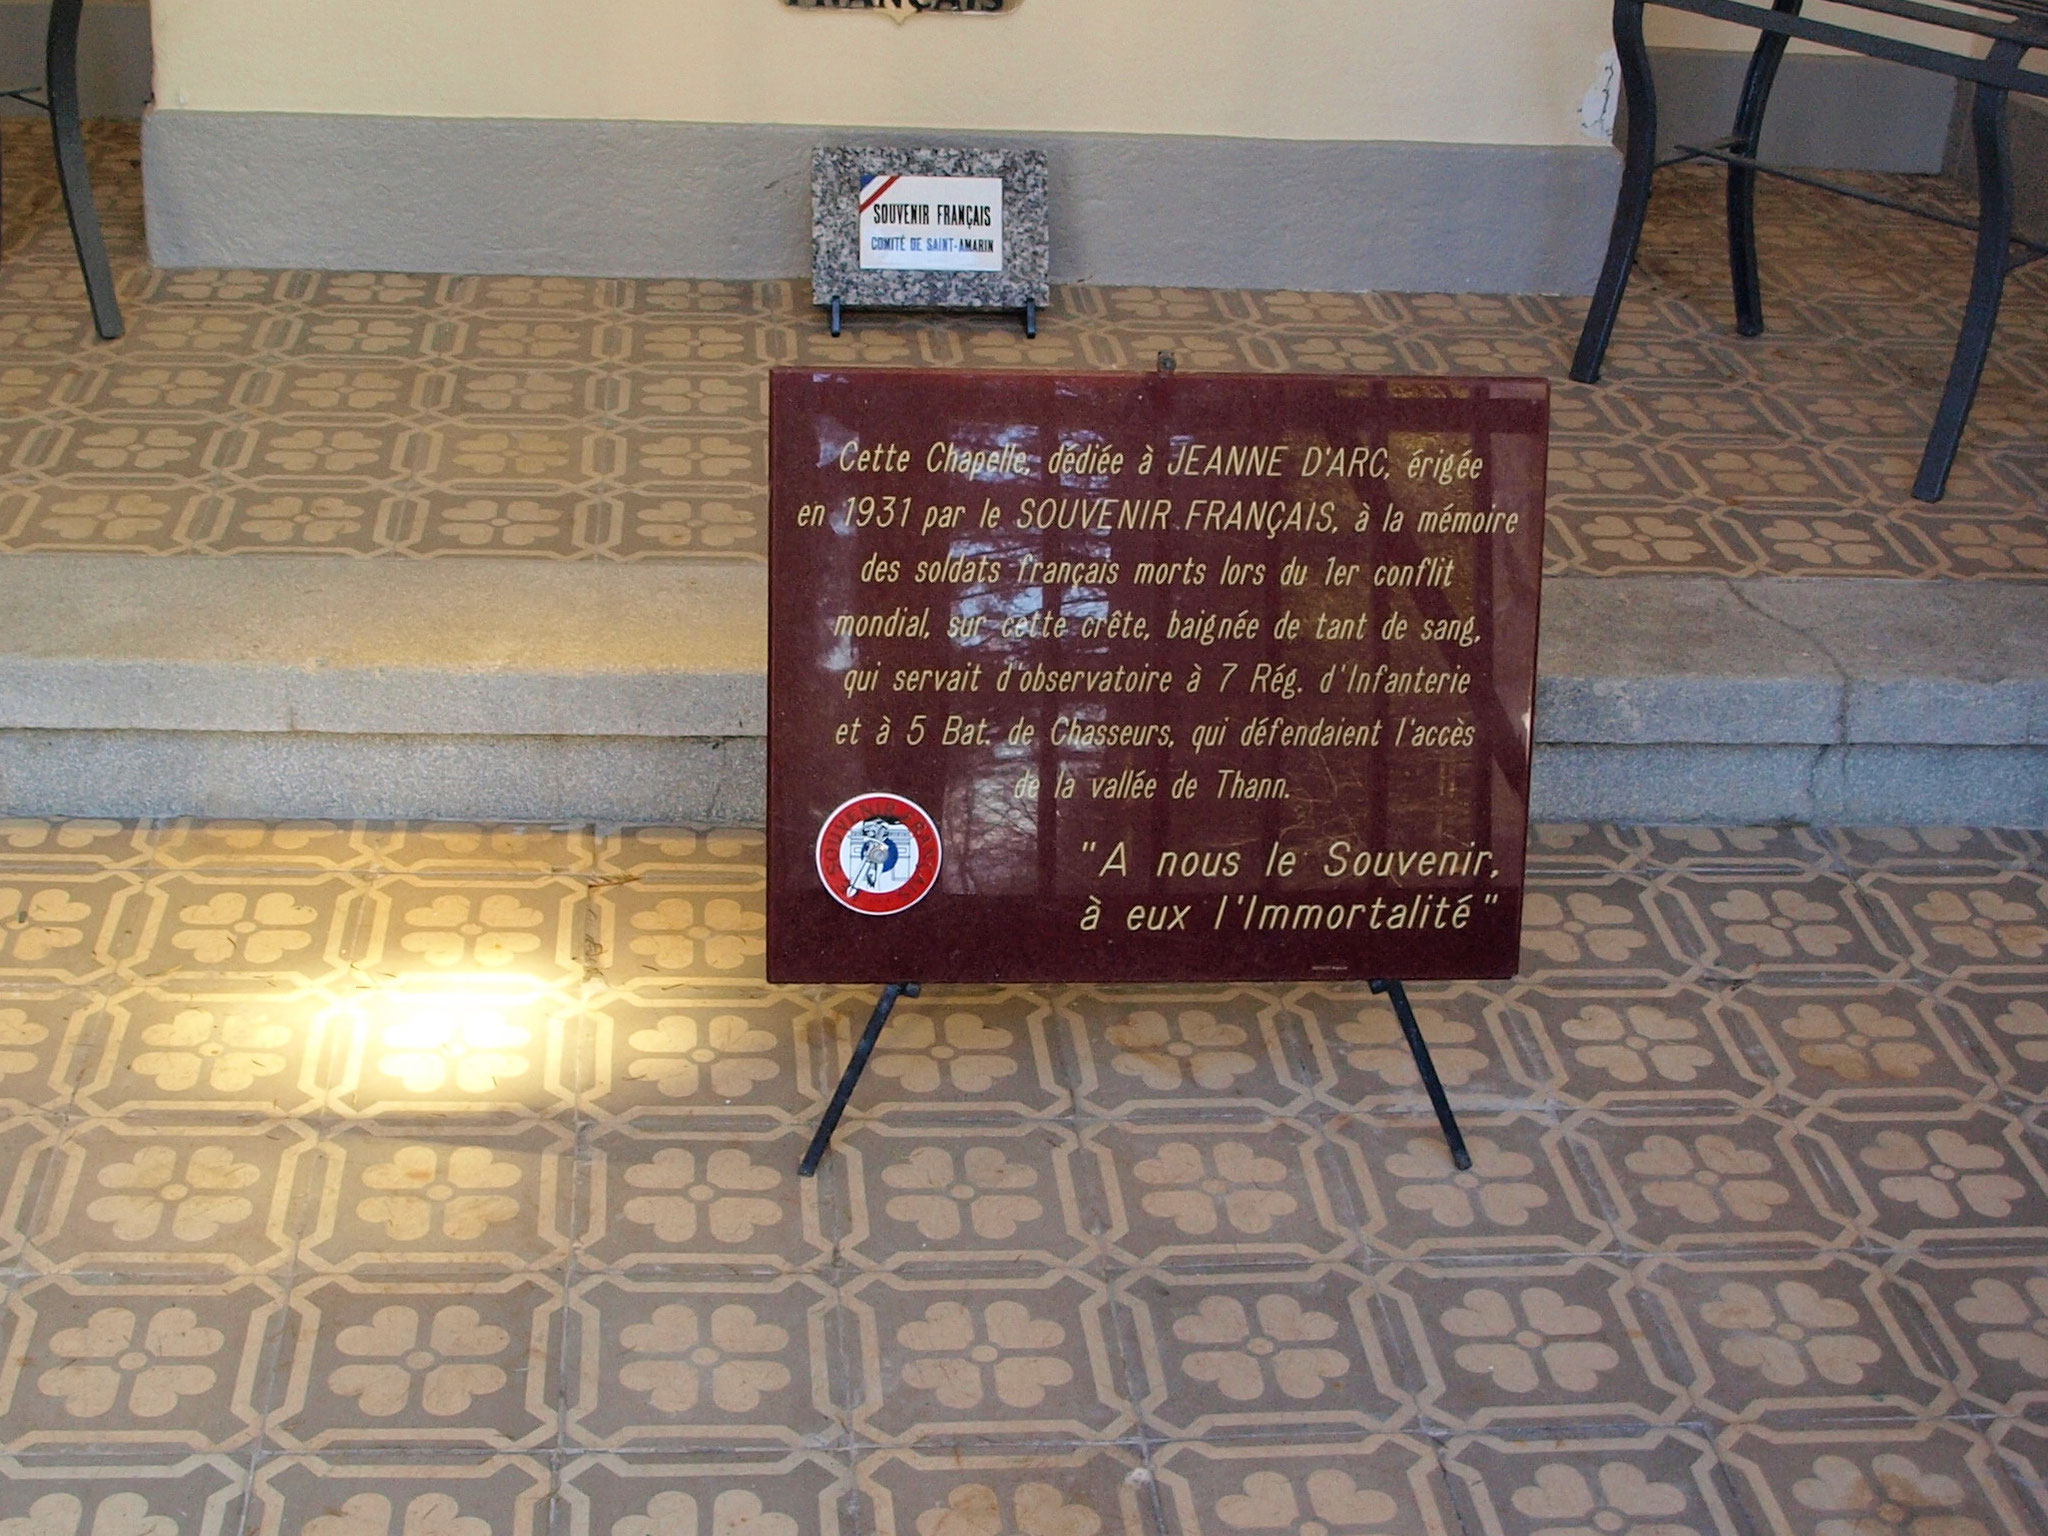 FRANÇAIS
SOUVENIR FRANÇAIS
COMITÉ DE SAINT-AMARIN
Cette Chapelle, dédiée à JEANNE D'ARC, érigée
en 1931 par le SOUVENIR FRANÇAIS, à la mémoire
des soldats français morts lors du 1er conflit
mondial, sur cette crête, baignée de tant de sang,
qui servait d'observatoire à 7 Rég. d'Infanterie
et à 5 Bat. de Chasseurs, qui défendaient l'accès
de la vallée de Thann.
SOUVENIR FRANÇAIS
"A nous le Souvenir,
à eux l'Immortalité"